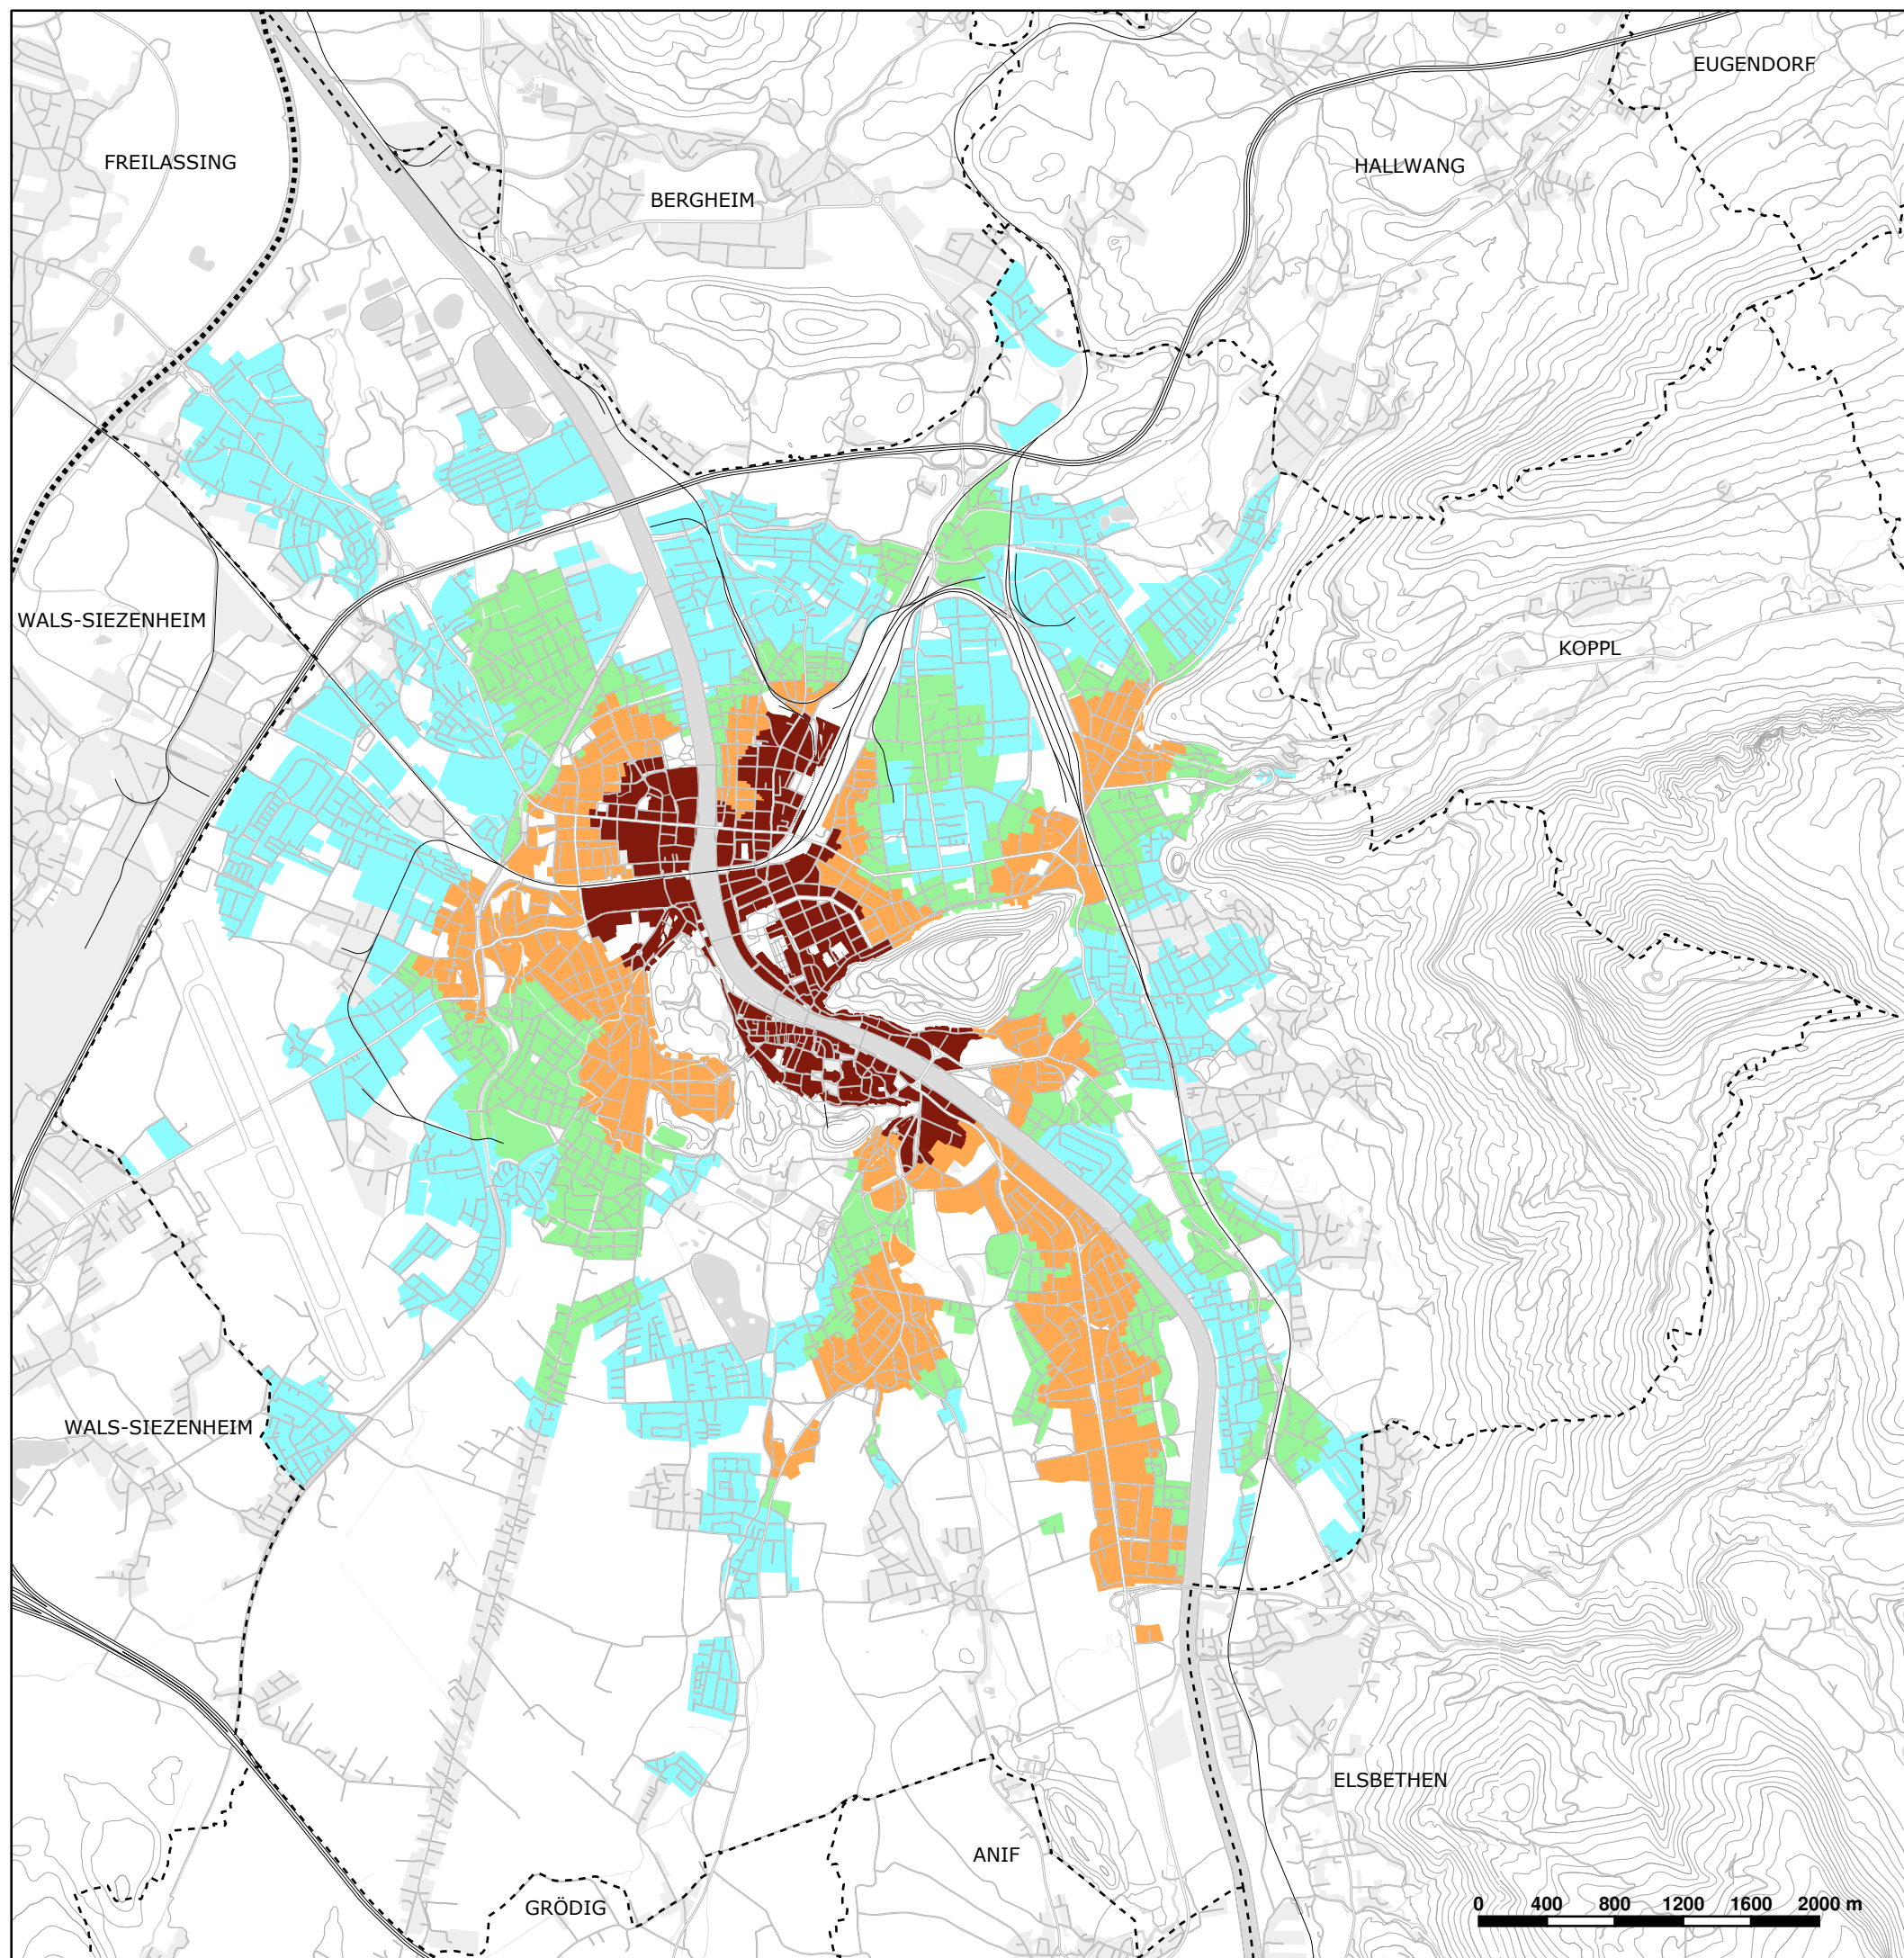 EUGENDORF
FREILASSING
HALLWANG
BERGHEIM
WALS-SIEZENHEIM
KOPPL
WALS-SIEZENHEIM
ELSBETHEN
ANIF
GRÖDIG
0 400 800 1200 1600 2000 m